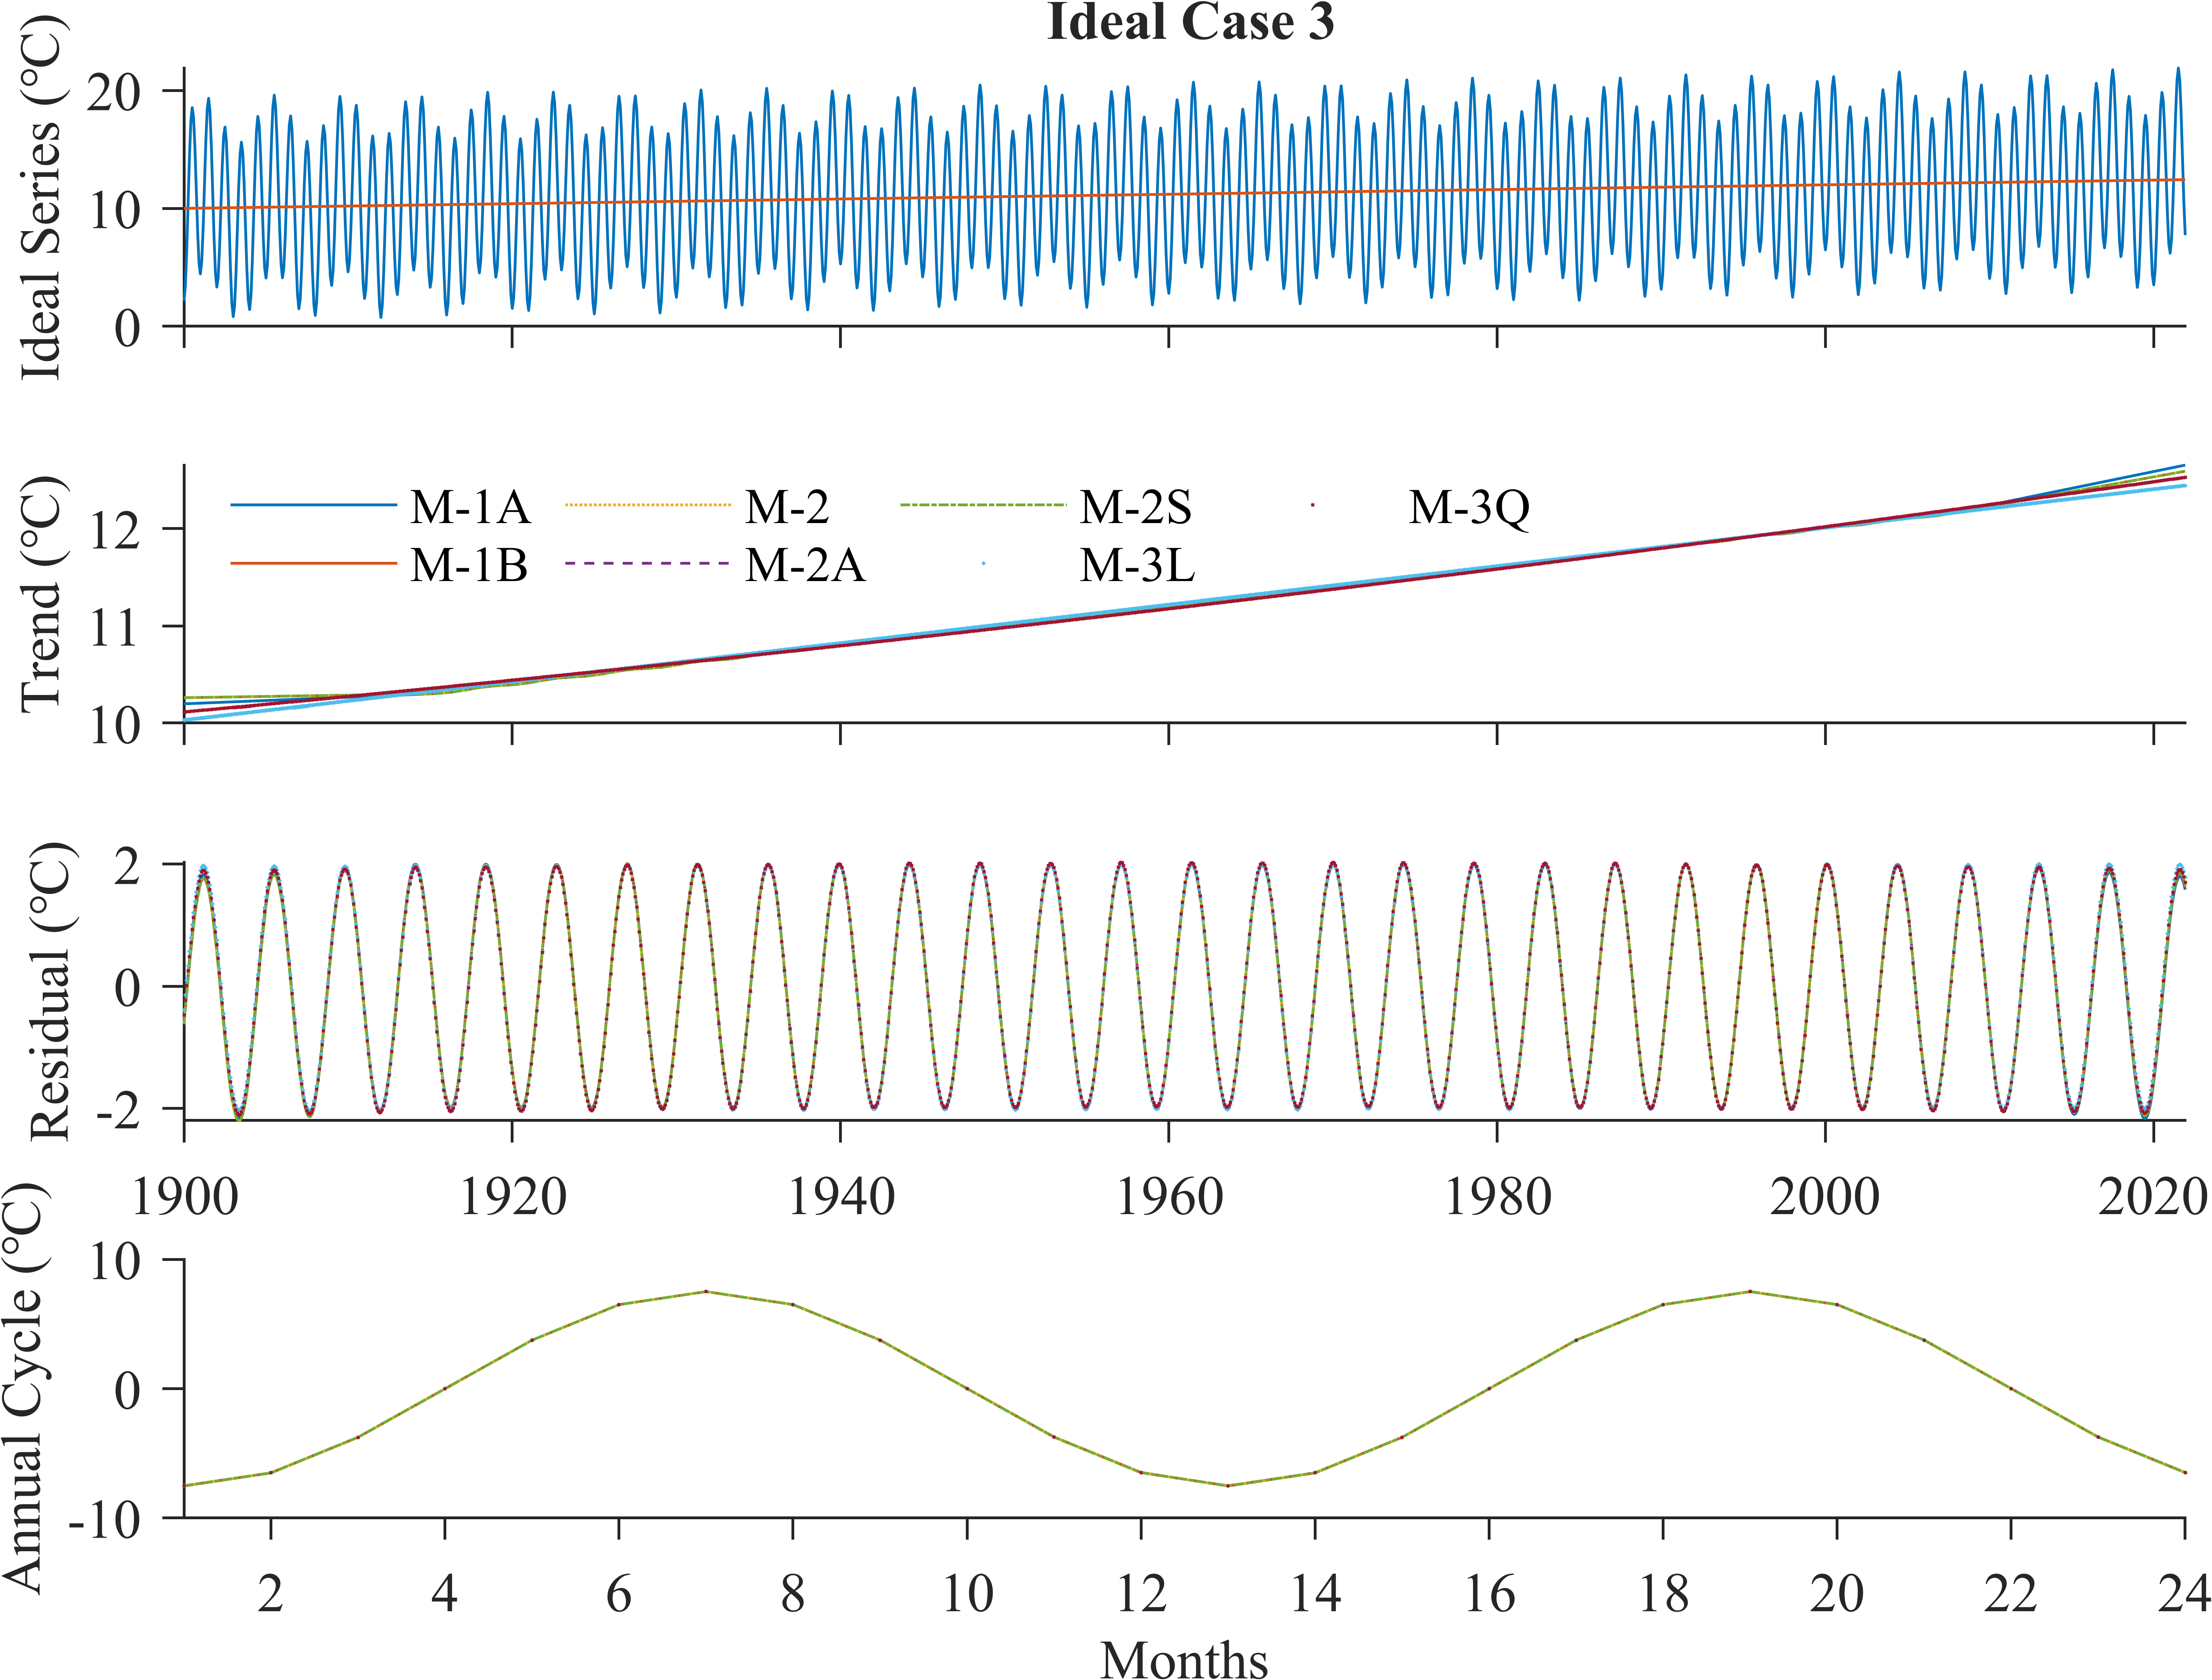 Ideal Case 3
Ideal Series (°C)
20
10
0
Trend (°C)
12
11
10
M-1A M-2 M-2S M-3Q
M-1B M-2A M-3L
Residual (°C)
2
0
-2
1900 1920 1940 1960 1980 2000 2020
Annual Cycle (°C)
10
0
-10
2 4 6 8 10 12 14 16 18 20 22 24
Months